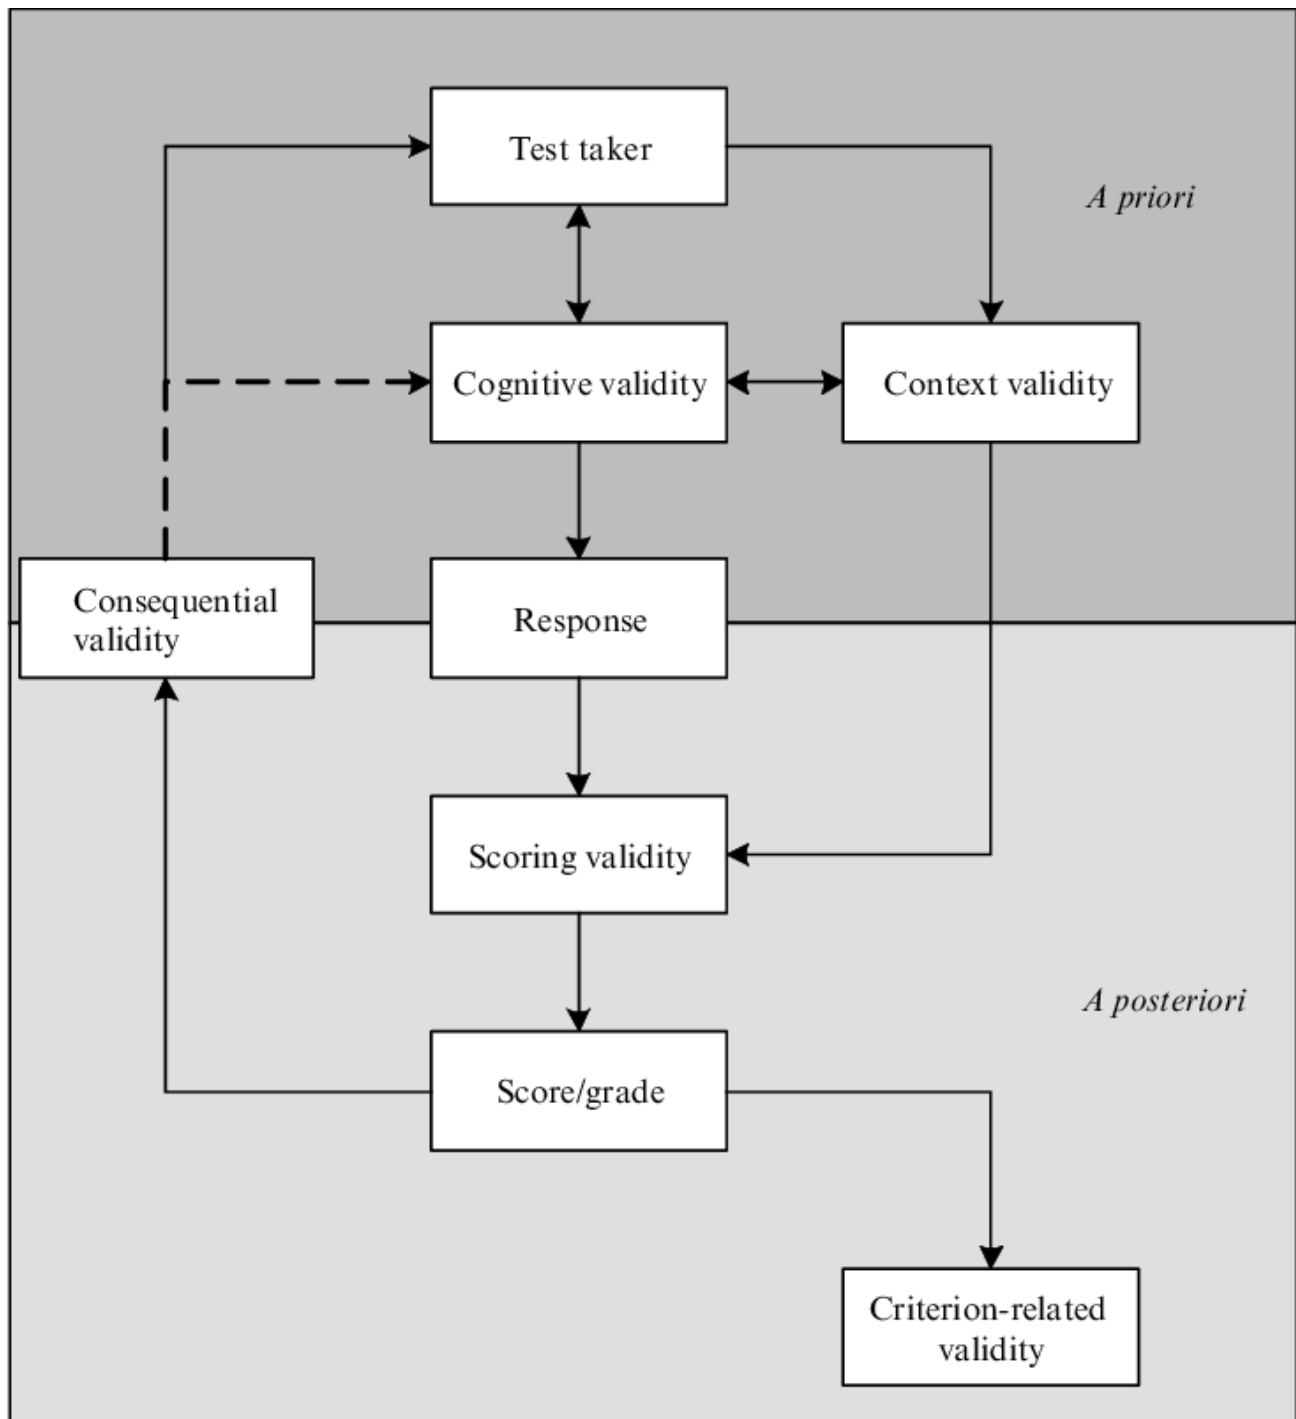 Test taker
A priori
Cognitive validity
Context validity
Consequential
validity
Response
Scoring validity
A posteriori
Score/grade
Criterion-related
validity